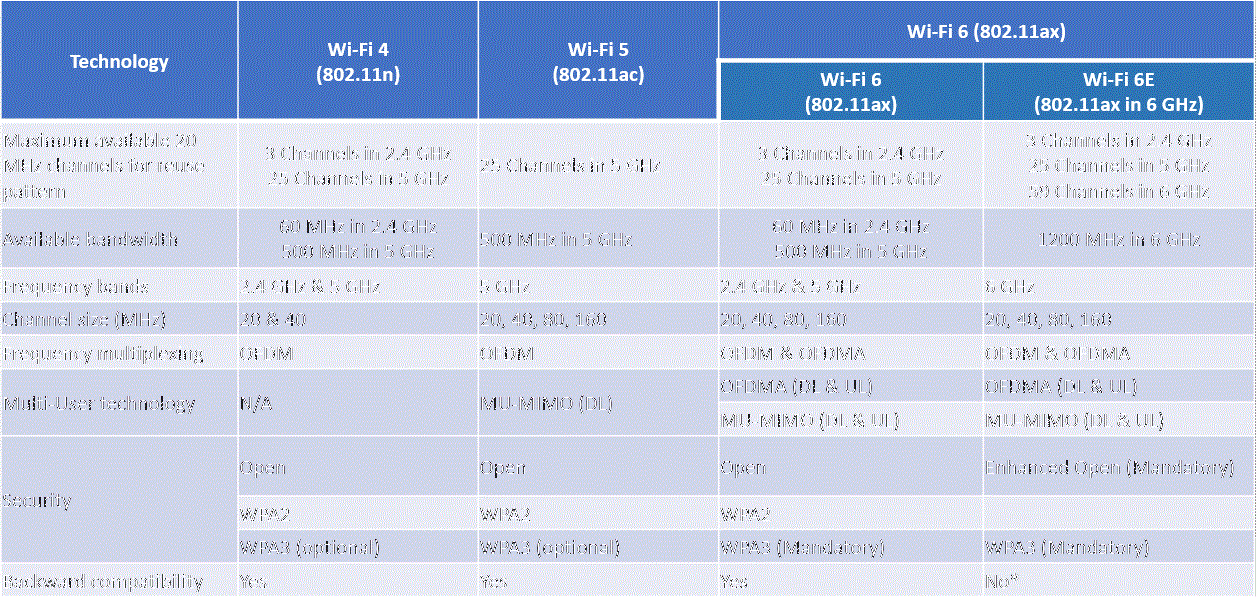 Technology
Wi-Fi 4
(802.11n)
Wi-Fi 5
(802.11ac)
Wi-Fi 6 (802.11ax)
Wi-Fi 6
(802.11ax)
Wi-Fi 6E
(802.11ax in 6 GHz)
Maximum available 20
MHz channels for reuse
pattern
3 Channels in 2.4 GHz
25 Channels in 5 GHz
25 Channels in 5 GHz
3 Channels in 2.4 GHz
25 Channels in 5 GHz
3 Channels in 2.4 GHz
25 Channels in 5 GHz
59 Channels in 6 GHz
Available bandwidth
60 MHz in 2.4 GHz
500 MHz in 5 GHz
500 MHz in 5 GHz
60 MHz in 2.4 GHz
500 MHz in 5 GHz
1200 MHz in 6 GHz
Frequency bands
2.4 GHz & 5 GHz
5 GHz
2.4 GHz & 5 GHz
6 GHz
Channel size (MHz)
20 & 40
20, 40, 80, 160
20, 40, 80, 160
20, 40, 80, 160
Frequency multiplexing
OFDM
OFDM
OFDM & OFDMA
OFDM & OFDMA
Multi-User technology
N/A
MU-MIMO (DL)
OFDMA (DL & UL)
OFDMA (DL & UL)
MU-MIMO (DL & UL)
MU-MIMO (DL & UL)
Security
Open
Open
Open
Enhanced Open (Mandatory)
WPA2
WPA2
WPA2
WPA3 (optional)
WPA3 (optional)
WPA3 (Mandatory)
WPA3 (Mandatory)
Backward compatibility
Yes
Yes
Yes
No*